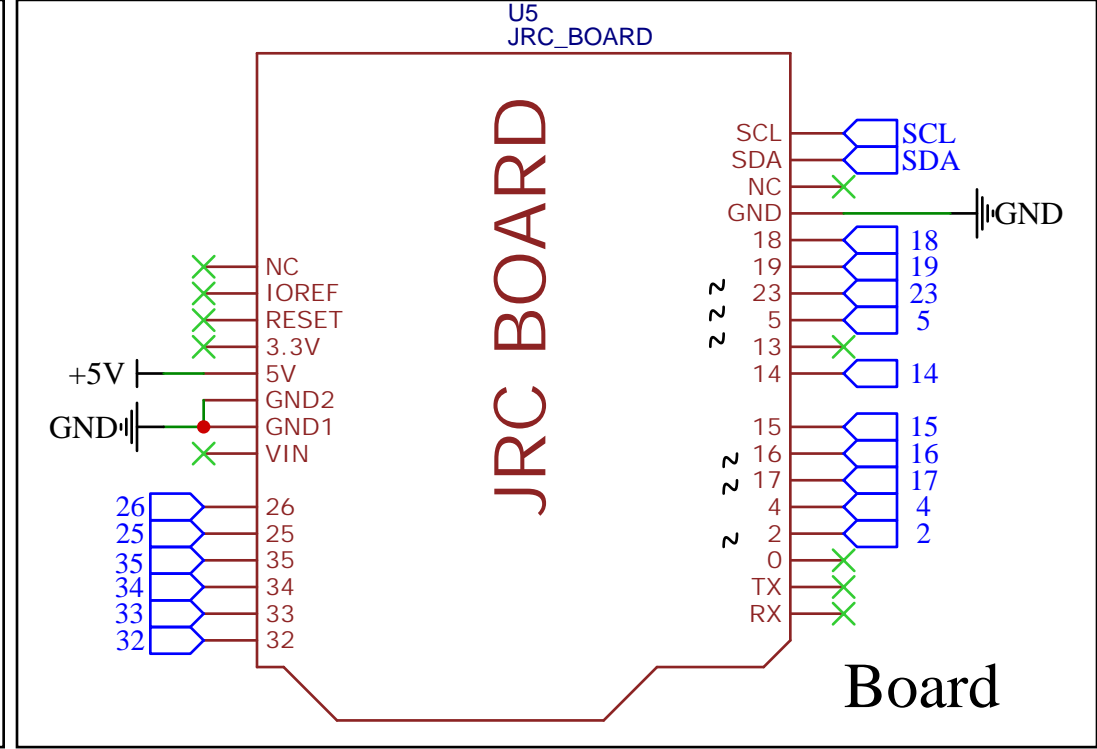 U5
JRC_BOARD
JRC BOARD
SCL SCL
SDA SDA
NC
GND GND
18 18
19 19
23 23
5 5
13
14 14
15 15
16 16
17 17
4 4
2 2
0
TX
RX
~
~
~
~
~
~
NC
IOREF
RESET
3.3V
+5V 5V
GND2
GND GND1
VIN
26 26
25 25
35 35
34 34
33 33
32 32
Board